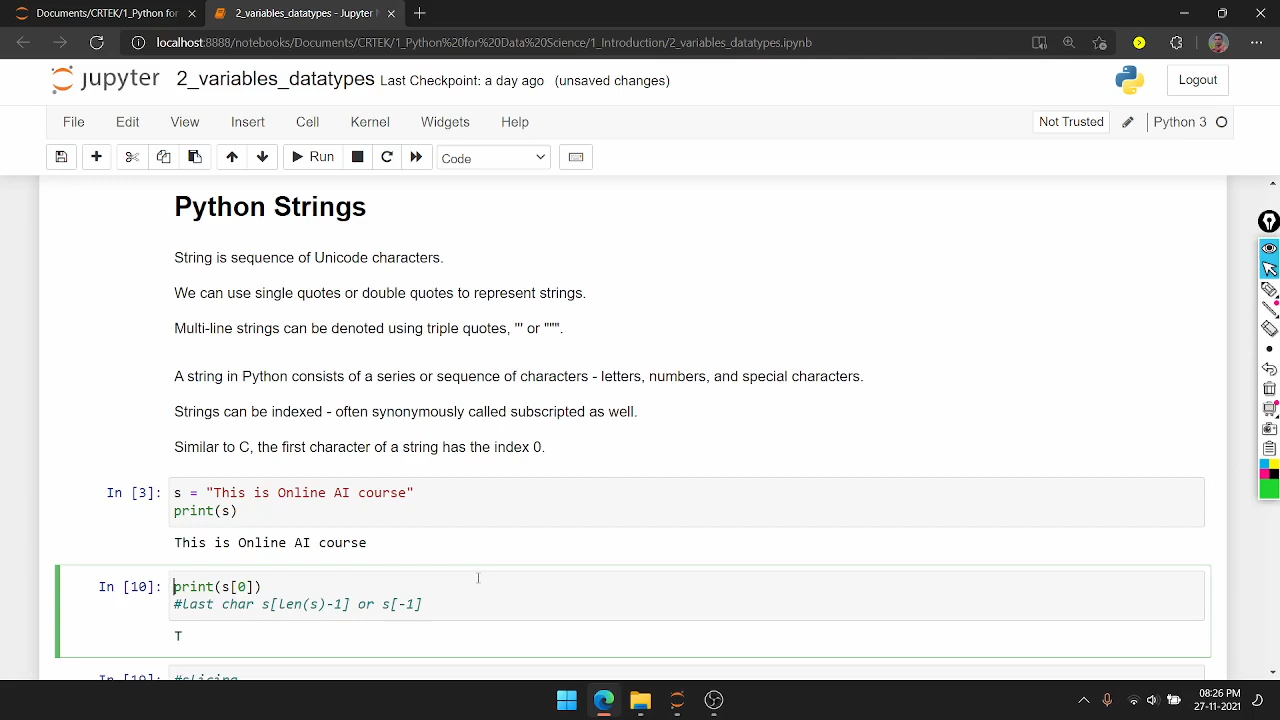 Documents/CRTEK/1_Python for
2_variables_datatypes - Jupyter N
localhost:8888/notebooks/Documents/CRTEK/1_Python%20for%20Data%20Science/1_Introduction/2_variables_datatypes.ipynb
jupyter 2_variables_datatypes Last Checkpoint: a day ago (unsaved changes)
Logout
File Edit View Insert Cell Kernel Widgets Help
Not Trusted
Python 3
Run
Code
Python Strings
String is sequence of Unicode characters.
We can use single quotes or double quotes to represent strings.
Multi-line strings can be denoted using triple quotes, ''' or """.
A string in Python consists of a series or sequence of characters - letters, numbers, and special characters.
Strings can be indexed - often synonymously called subscripted as well.
Similar to C, the first character of a string has the index 0.
In [3]: s = "This is Online AI course"
print(s)
This is Online AI course
In [10]: print(s[0])
#last char s[len(s)-1] or s[-1]
T
In [19]: #slicing
08:26 PM
27-11-2021